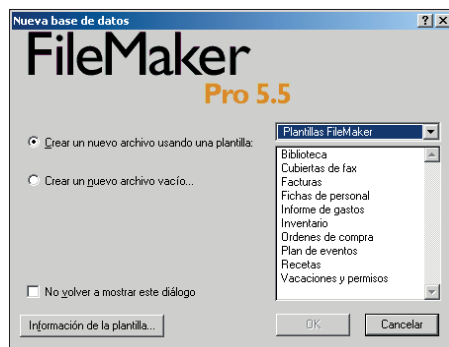 Nueva base de datos
FileMaker
Pro 5.5
Crear un nuevo archivo usando una plantilla:
Plantillas FileMaker
Crear un nuevo archivo vacío...
Biblioteca
Cubiertas de fax
Facturas
Fichas de personal
Informe de gastos
Inventario
Ordenes de compra
Plan de eventos
Recetas
Vacaciones y permisos
No volver a mostrar este diálogo
Información de la plantilla...
OK
Cancelar